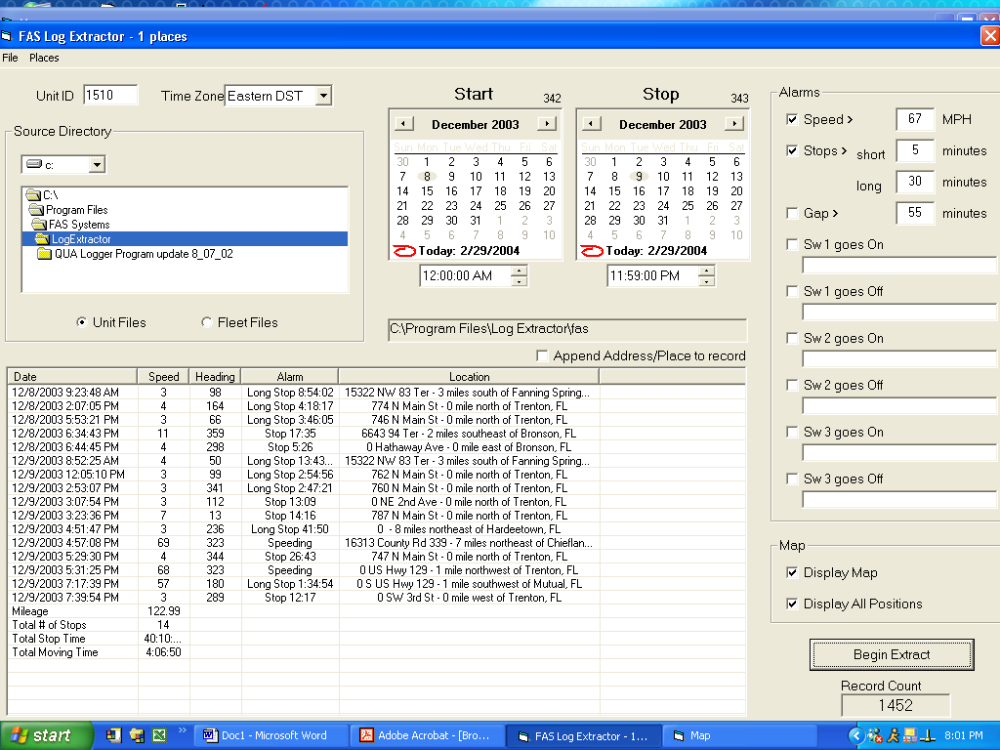 FAS Log Extractor - 1 places
File Places
Unit ID 1510 Time Zone Eastern DST
Source Directory
c:
C:\
Program Files
FAS Systems
LogExtractor
QUA Logger Program update 8_07_02
Unit Files Fleet Files
Start 342
December 2003
Sun Mon Tue Wed Thu Fri Sat
30 1 2 3 4 5 6
7 8 9 10 11 12 13
14 15 16 17 18 19 20
21 22 23 24 25 26 27
28 29 30 31 1 2 3
4 5 6 7 8 9 10
Today: 2/29/2004
12:00:00 AM
Stop 343
December 2003
Sun Mon Tue Wed Thu Fri Sat
30 1 2 3 4 5 6
7 8 9 10 11 12 13
14 15 16 17 18 19 20
21 22 23 24 25 26 27
28 29 30 31 1 2 3
4 5 6 7 8 9 10
Today: 2/29/2004
11:59:00 PM
C:\Program Files\Log Extractor\fas
Append Address/Place to record
Alarms
Speed > 67 MPH
Stops > short 5 minutes
long 30 minutes
Gap > 55 minutes
Sw 1 goes On
Sw 1 goes Off
Sw 2 goes On
Sw 2 goes Off
Sw 3 goes On
Sw 3 goes Off
Map
Display Map
Display All Positions
Begin Extract
Record Count
1452
Date Speed Heading Alarm Location
12/8/2003 9:23:48 AM 3 98 Long Stop 8:54:02 15322 NW 83 Ter - 3 miles south of Fanning Spring...
12/8/2003 2:07:05 PM 4 164 Long Stop 4:18:17 774 N Main St - 0 mile north of Trenton, FL
12/8/2003 5:53:21 PM 3 66 Long Stop 3:46:05 746 N Main St - 0 mile north of Trenton, FL
12/8/2003 6:34:43 PM 11 359 Stop 17:35 6643 94 Ter - 2 miles southeast of Bronson, FL
12/8/2003 6:44:45 PM 4 298 Stop 5:26 0 Hathaway Ave - 0 mile east of Bronson, FL
12/9/2003 8:52:25 AM 4 50 Long Stop 13:43... 15322 NW 83 Ter - 3 miles south of Fanning Spring...
12/9/2003 12:05:10 PM 3 99 Long Stop 2:54:56 762 N Main St - 0 mile north of Trenton, FL
12/9/2003 2:53:07 PM 3 341 Long Stop 2:47:21 760 N Main St - 0 mile north of Trenton, FL
12/9/2003 3:07:54 PM 3 112 Stop 13:09 0 NE 2nd Ave - 0 mile north of Trenton, FL
12/9/2003 3:23:36 PM 7 13 Stop 14:16 787 N Main St - 0 mile north of Trenton, FL
12/9/2003 4:51:47 PM 3 236 Long Stop 41:50 0 - 8 miles northeast of Hardeetown, FL
12/9/2003 4:57:08 PM 69 323 Speeding 16313 County Rd 339 - 7 miles northeast of Chieflan...
12/9/2003 5:29:30 PM 4 344 Stop 26:43 747 N Main St - 0 mile north of Trenton, FL
12/9/2003 5:31:25 PM 68 323 Speeding 0 US Hwy 129 - 1 mile northwest of Trenton, FL
12/9/2003 7:17:39 PM 57 180 Long Stop 1:34:54 0 S US Hwy 129 - 1 mile southwest of Mutual, FL
12/9/2003 7:39:54 PM 3 289 Stop 12:17 0 SW 3rd St - 0 mile west of Trenton, FL
Mileage 122.99
Total # of Stops 14
Total Stop Time 40:10:...
Total Moving Time 4:06:50
start Doc1 - Microsoft Word Adobe Acrobat - [Bro... FAS Log Extractor - 1... Map 8:01 PM